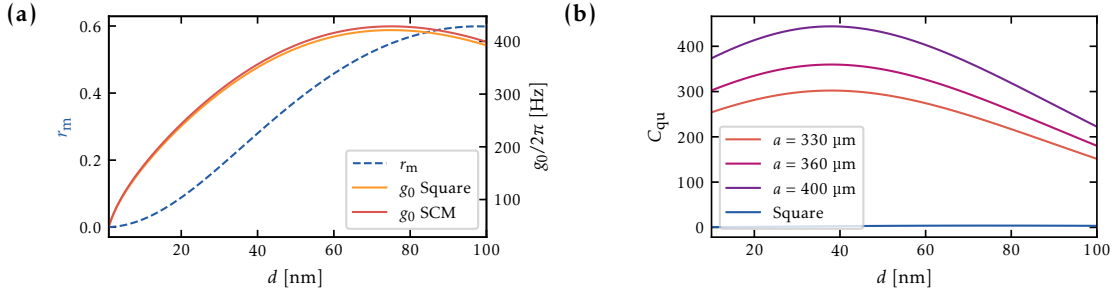 (a)
0.6
0.4
0.2
0.0
r_m
400
300
200
100
g_0/2π [Hz]
r_m
g_0 Square
g_0 SCM
20
40
60
80
100
d [nm]
(b)
400
300
200
100
0
C_qu
a = 330 µm
a = 360 µm
a = 400 µm
Square
20
40
60
80
100
d [nm]